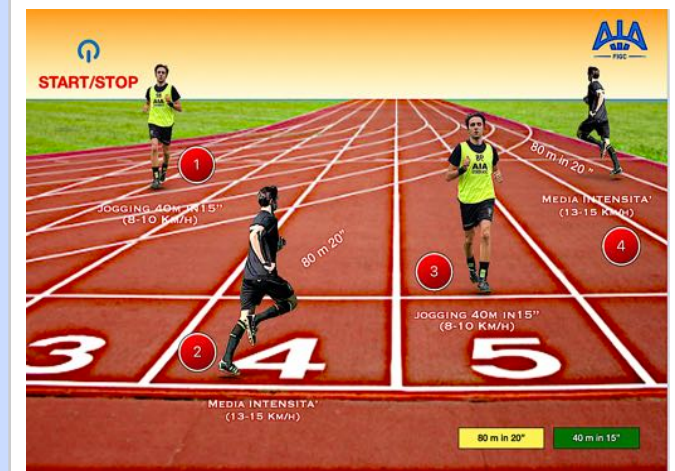 START/STOP
AIA
FIGC
AIA
1
JOGGING 40M IN15”
(8-10 KM/H)
80 m 20”
80 m in 20 ”
AIA
MEDIA INTENSITA'
(13-15 KM/H)
4
3
JOGGING 40M IN15”
(8-10 KM/H)
2
3
4
5
MEDIA INTENSITA'
(13-15 KM/H)
80 m in 20”
40 m in 15”